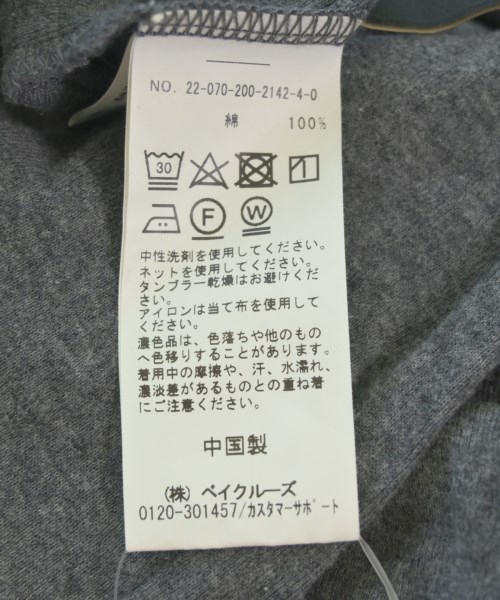 NO. 22-070-200-2142-4-0
綿 100%
30
F W
中性洗剤を使用してください。
ネットを使用してください。
タンブラー乾燥はお避けくだ
さい。
アイロンは当て布を使用して
ください。
濃色品は、色落ちや他のもの
へ色移りすることがあります。
着用中の摩擦や、汗、水濡れ、
濃淡差があるものとの重ね着
にご注意ください。
中国製
(株) ベイクルーズ
0120-301457/カスタマーサポート